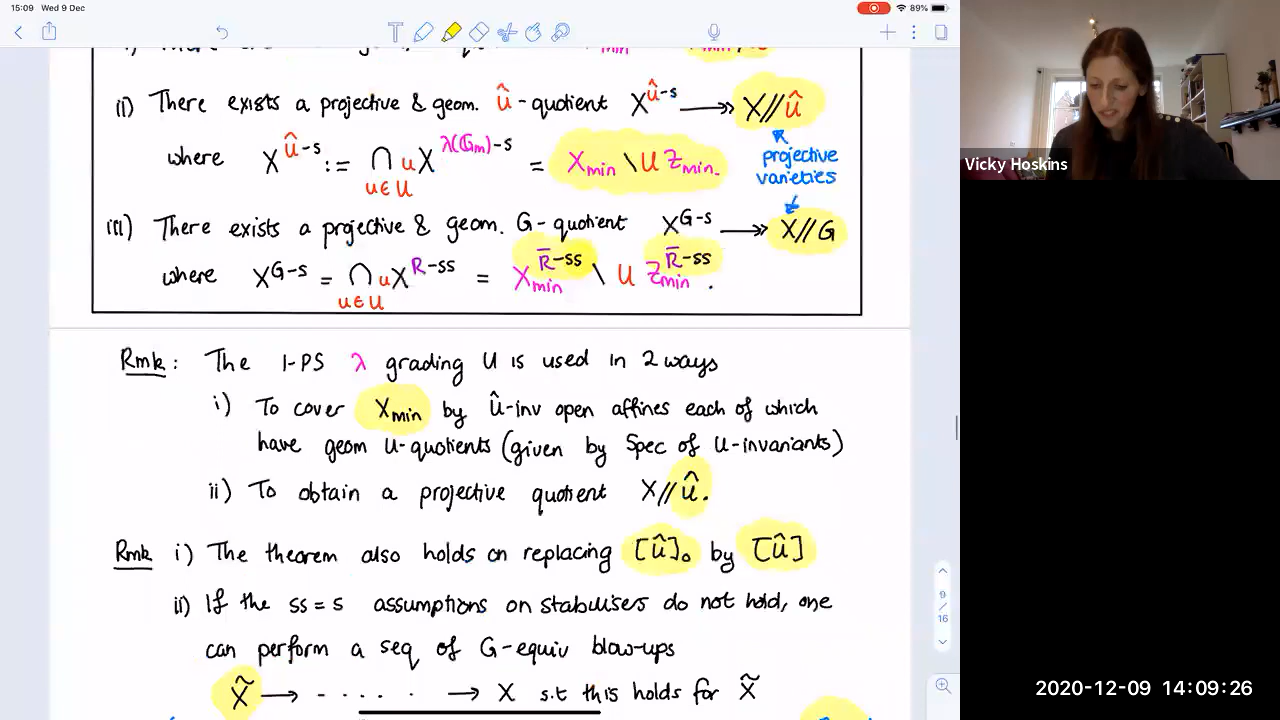 15:09 Wed 9 Dec
89%
ii) There exists a projective & geom. û-quotient X^{û-s} ↠ X//û
where X^{û-s} := ∩_{u∈U} u X^{λ(𝔾m)-s} = X_min \ U Z_min.
projective varieties
iii) There exists a projective & geom. G-quotient X^{G-s} ↠ X//G
where X^{G-s} = ∩_{u∈U} u X^{R-ss} = X_min^{R̄-ss} \ U Z_min^{R̄-ss}.
Rmk: The 1-PS λ grading U is used in 2 ways
i) To cover X_min by û-inv open affines each of which
have geom U-quotients (given by Spec of U-invariants)
ii) To obtain a projective quotient X//û.
Rmk i) The theorem also holds on replacing [û]₀ by [û]
ii) If the ss=s assumptions on stabilisers do not hold, one
can perform a seq of G-equiv blow-ups
X̃ → ····· → X s.t this holds for X̃
9
/
16
Vicky Hoskins
2020-12-09 14:09:26